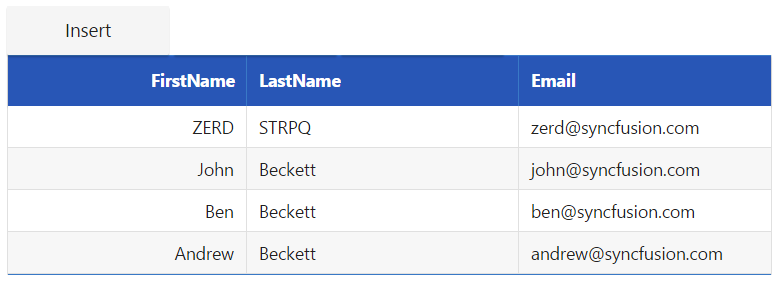 Insert
FirstName LastName Email
ZERD STRPQ zerd@syncfusion.com
John Beckett john@syncfusion.com
Ben Beckett ben@syncfusion.com
Andrew Beckett andrew@syncfusion.com